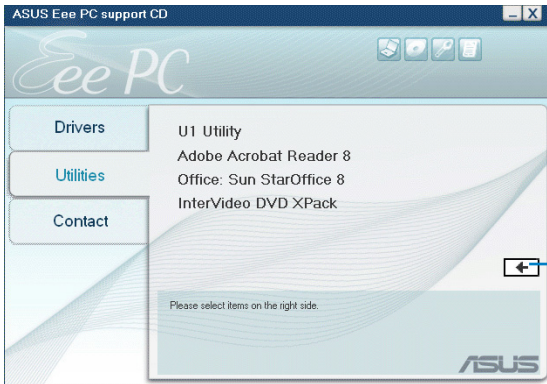 ASUS Eee PC support CD
Eee PC
Drivers
Utilities
Contact
U1 Utility
Adobe Acrobat Reader 8
Office: Sun StarOffice 8
InterVideo DVD XPack
Please select items on the right side.
ASUS